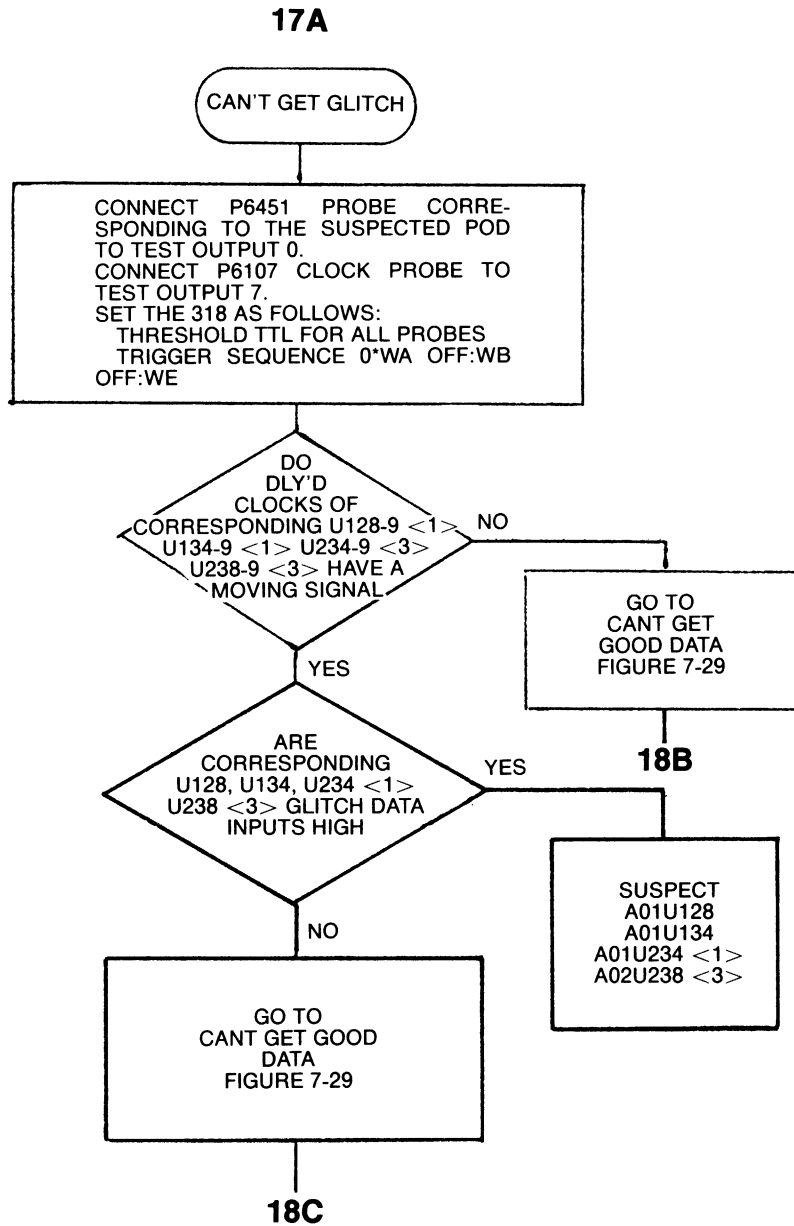 17A
CAN'T GET GLITCH
CONNECT P6451 PROBE CORRE-
SPONDING TO THE SUSPECTED POD
TO TEST OUTPUT 0.
CONNECT P6107 CLOCK PROBE TO
TEST OUTPUT 7.
SET THE 318 AS FOLLOWS:
THRESHOLD TTL FOR ALL PROBES
TRIGGER SEQUENCE 0*WA OFF:WB
OFF:WE
DO
DLY'D
CLOCKS OF
CORRESPONDING U128-9 <1>
U134-9 <1> U234-9 <3>
U238-9 <3> HAVE A
MOVING SIGNAL
NO
GO TO
CANT GET
GOOD DATA
FIGURE 7-29
18B
YES
ARE
CORRESPONDING
U128, U134, U234 <1>
U238 <3> GLITCH DATA
INPUTS HIGH
YES
SUSPECT
A01U128
A01U134
A01U234 <1>
A02U238 <3>
NO
GO TO
CANT GET GOOD
DATA
FIGURE 7-29
18C